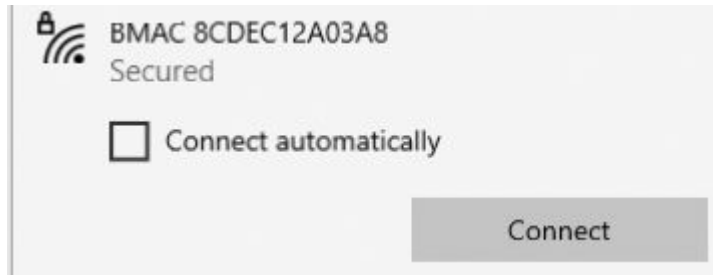 BMAC 8CDEC12A03A8
Secured
Connect automatically
Connect